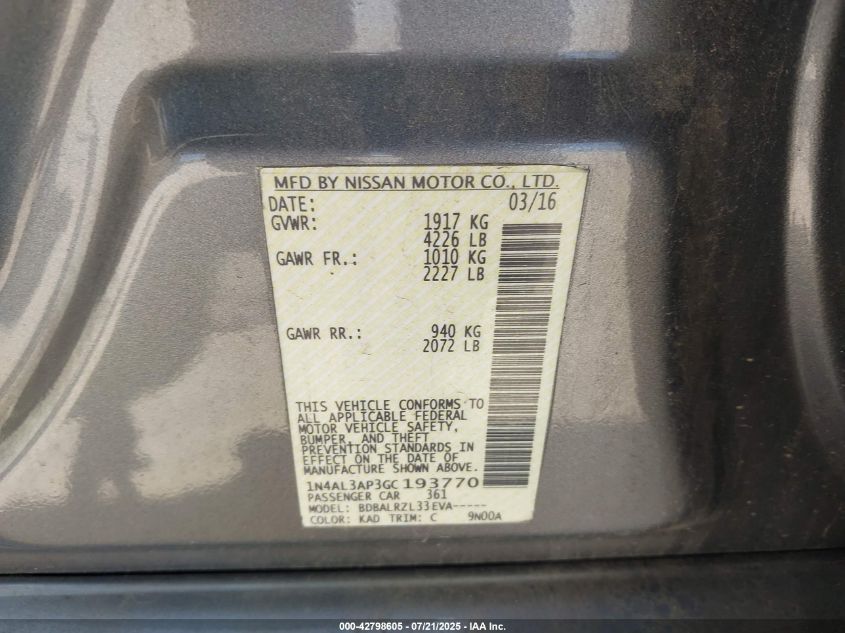 MFD BY NISSAN MOTOR CO., LTD.
DATE: 03/16
GVWR: 1917 KG
4226 LB
GAWR FR.: 1010 KG
2227 LB
GAWR RR.: 940 KG
2072 LB
THIS VEHICLE CONFORMS TO
ALL APPLICABLE FEDERAL
MOTOR VEHICLE SAFETY,
BUMPER, AND THEFT
PREVENTION STANDARDS IN
EFFECT ON THE DATE OF
MANUFACTURE SHOWN ABOVE.
1N4AL3AP3GC193770
PASSENGER CAR 361
MODEL: BDBALRZL33EVA-----
COLOR: KAD TRIM: C 9N00A
000-42798605 - 07/21/2025 - IAA Inc.